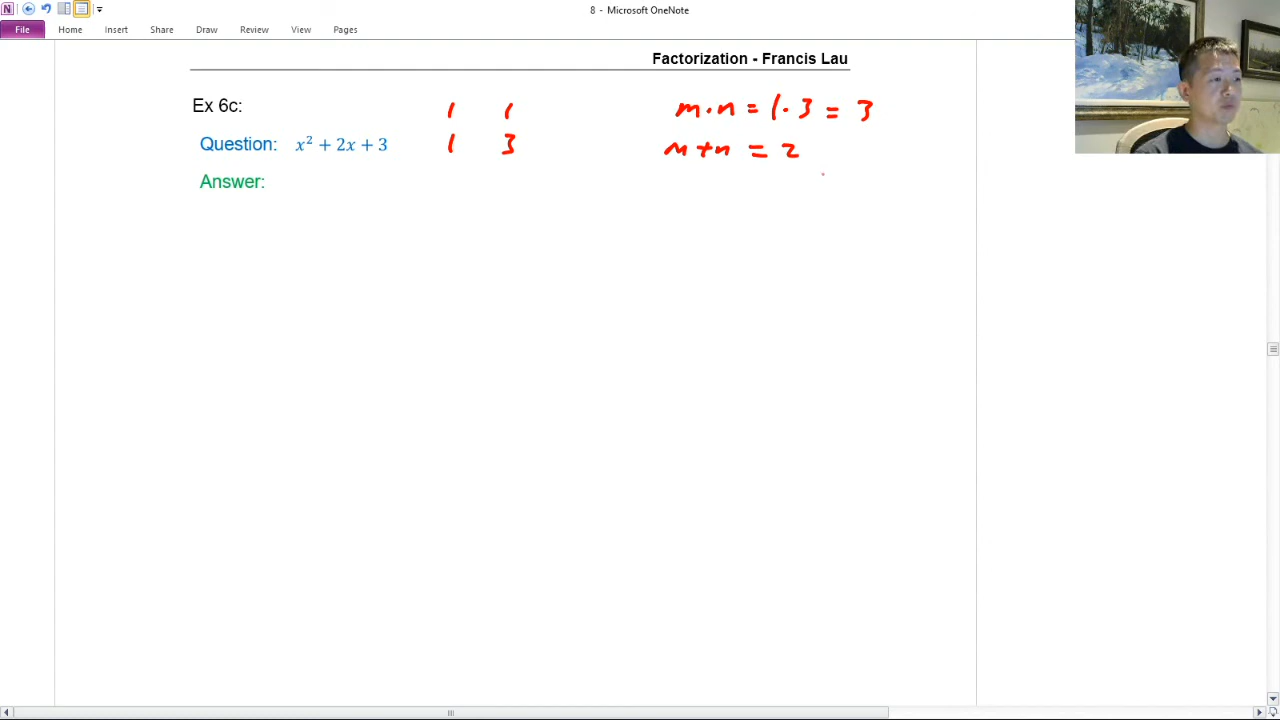 8 - Microsoft OneNote
File Home Insert Share Draw Review View Pages
Factorization - Francis Lau
Ex 6c:
1 1
m · n = 1 · 3 = 3
Question: x² + 2x + 3
1 3
m + n = 2
Answer: